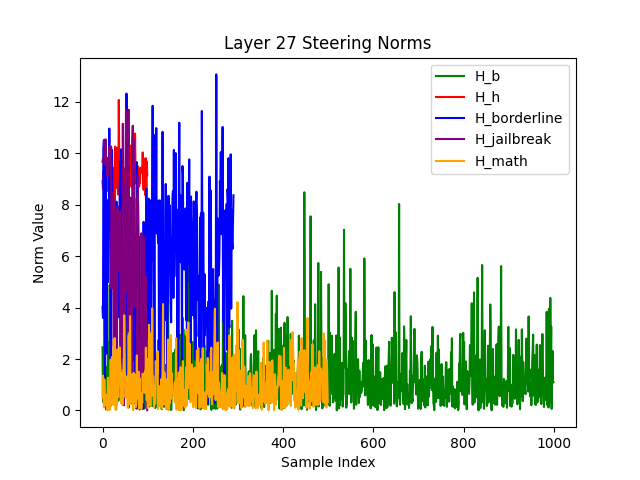 Layer 27 Steering Norms
H_b
H_h
H_borderline
H_jailbreak
H_math
Norm Value
12
10
8
6
4
2
0
0 200 400 600 800 1000
Sample Index